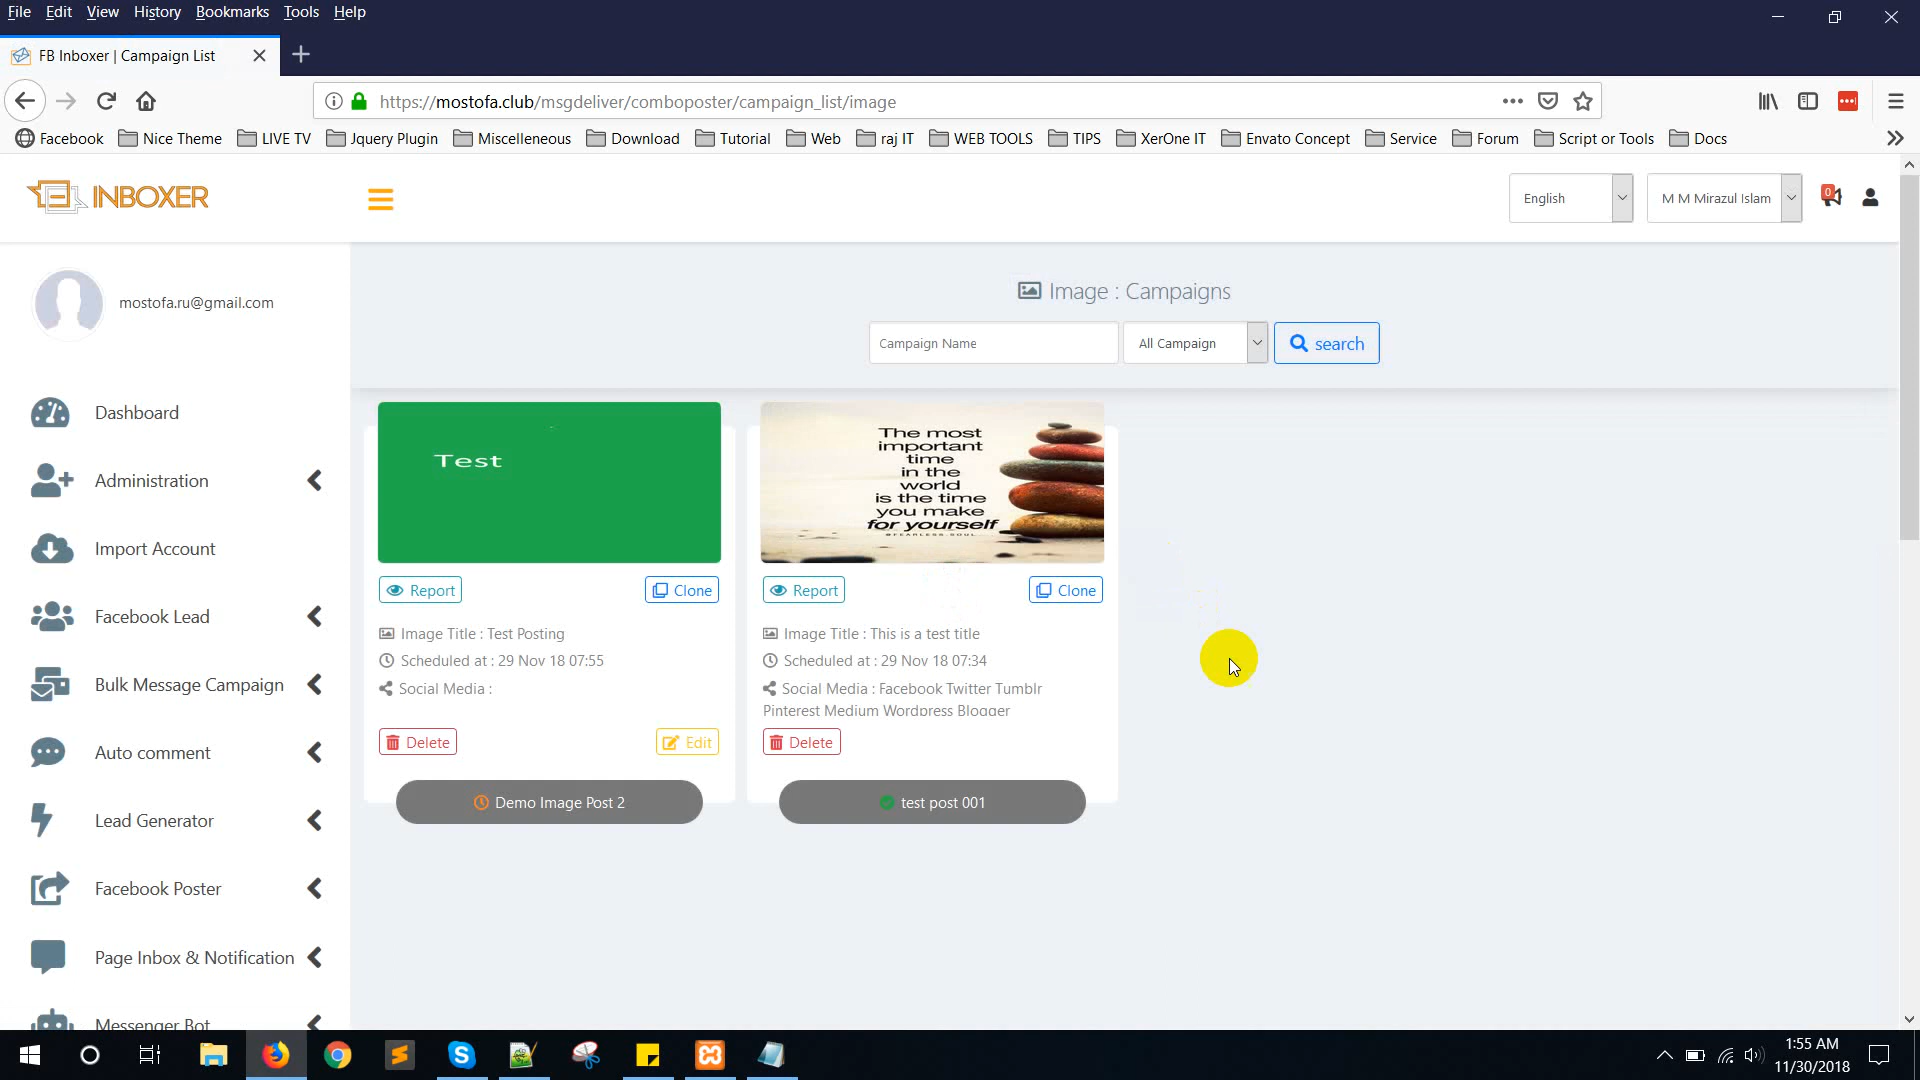 File Edit View History Bookmarks Tools Help
FB Inboxer | Campaign List
https://mostofa.club/msgdeliver/comboposter/campaign_list/image
Facebook Nice Theme LIVE TV Jquery Plugin Miscelleneous Download Tutorial Web raj IT WEB TOOLS TIPS XerOne IT Envato Concept Service Forum Script or Tools Docs
INBOXER
English
M M Mirazul Islam
0
mostofa.ru@gmail.com
Dashboard
Administration
Import Account
Facebook Lead
Bulk Message Campaign
Auto comment
Lead Generator
Facebook Poster
Page Inbox & Notification
Messenger Bot
Image : Campaigns
Campaign Name
All Campaign
search
Test
Report
Clone
Image Title : Test Posting
Scheduled at : 29 Nov 18 07:55
Social Media :
Delete
Edit
Demo Image Post 2
The most
important
time
in the
world
is the time
you make
for yourself
@FEARLESS SOUL
Report
Clone
Image Title : This is a test title
Scheduled at : 29 Nov 18 07:34
Social Media : Facebook Twitter Tumblr
Pinterest Medium Wordpress Blogger
Delete
test post 001
1:55 AM
11/30/2018